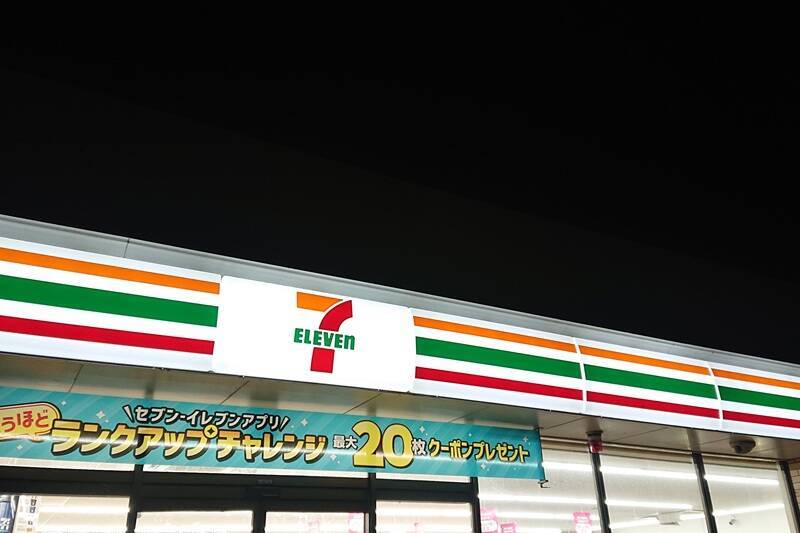 7
ELEVEn
うほど
\セブン-イレブンアプリ/
ランクアップチャレンジ 最大20枚クーポンプレゼント